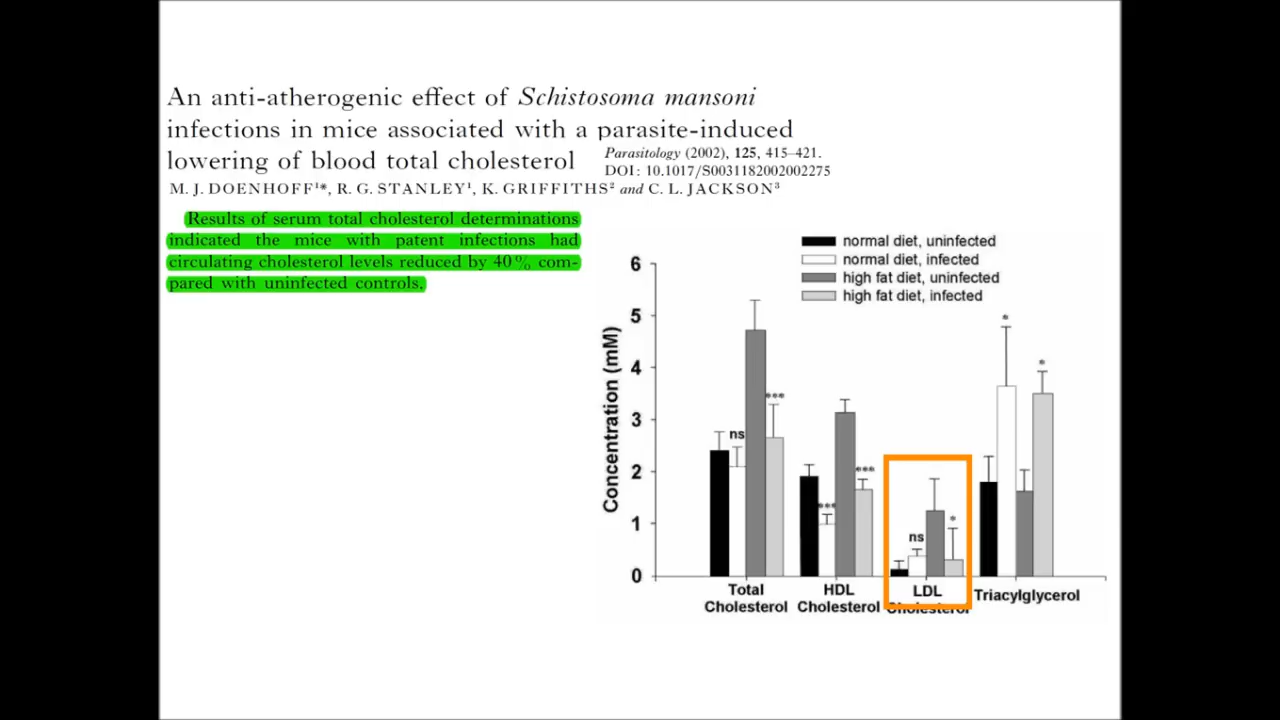 An anti-atherogenic effect of Schistosoma mansoni
infections in mice associated with a parasite-induced
lowering of blood total cholesterol
Parasitology (2002), 125, 415–421.
DOI: 10.1017/S0031182002002275
M. J. DOENHOFF¹*, R. G. STANLEY¹, K. GRIFFITHS² and C. L. JACKSON³
Results of serum total cholesterol determinations
indicated the mice with patent infections had
circulating cholesterol levels reduced by 40% com-
pared with uninfected controls.
normal diet, uninfected
normal diet, infected
high fat diet, uninfected
high fat diet, infected
Concentration (mM)
6
5
4
3
2
1
0
ns
***
***
***
ns
*
*
*
Total
Cholesterol
HDL
Cholesterol
LDL
Cholesterol
Triacylglycerol